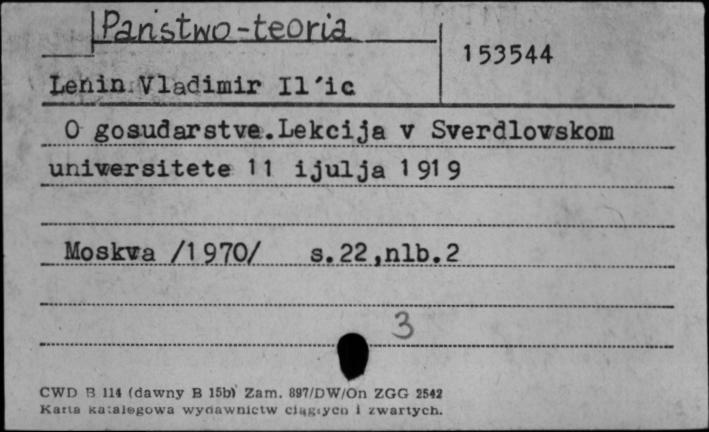 Państwo-teoria
153544
Lenin Vladimir Il'ic
O gosudarstve.Lekcija v Sverdlovskom
universitete 11 ijulja 1919
Moskva /1970/ s.22,nlb.2
3
CWD B 114 (dawny B 15b) Zam. 897/DW/On ZGG 2542
Karta katalogowa wydawnictw ciągłych i zwartych.